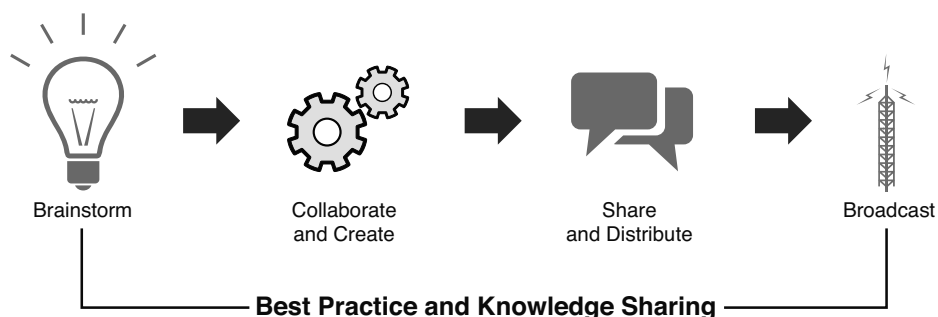 Brainstorm
Collaborate
and Create
Share
and Distribute
Broadcast
Best Practice and Knowledge Sharing